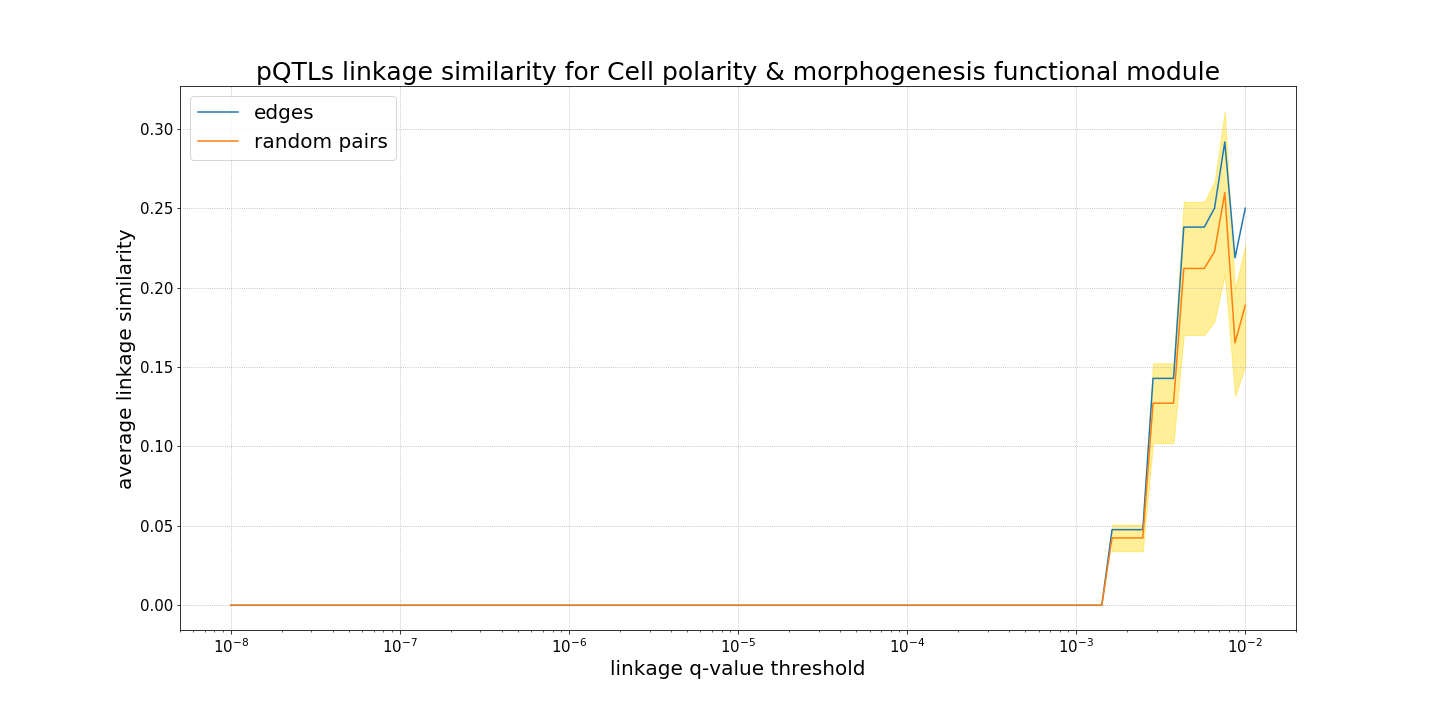 pQTLs linkage similarity for Cell polarity & morphogenesis functional module
edges
random pairs
average linkage similarity
0.30
0.25
0.20
0.15
0.10
0.05
0.00
10⁻⁸ 10⁻⁷ 10⁻⁶ 10⁻⁵ 10⁻⁴ 10⁻³ 10⁻²
linkage q-value threshold